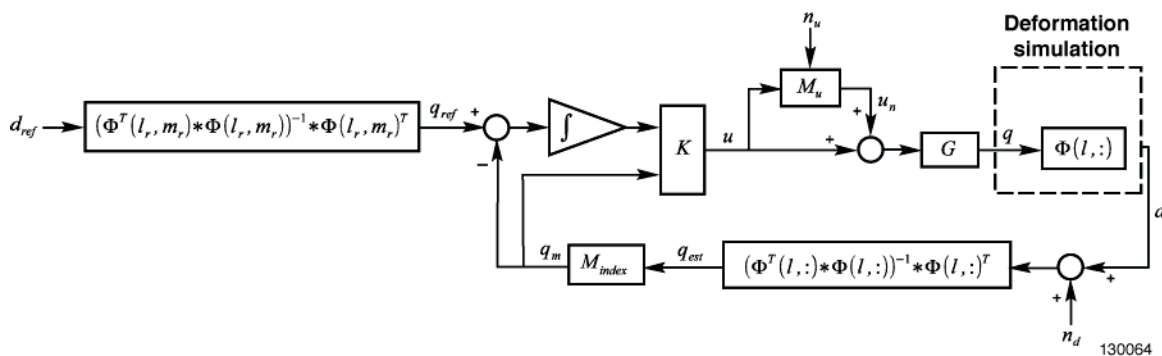 Deformation
simulation
n_u
M_u
u_n
d_ref
(Φ^T(l_r, m_r)*Φ(l_r, m_r))^{-1}*Φ(l_r, m_r)^T
q_ref
+
−
∫
K
u
+
+
G
q
Φ(l,:)
d
q_m
M_index
q_est
(Φ^T(l,:)*Φ(l,:))^{-1}*Φ(l,:)^T
+
+
n_d
130064